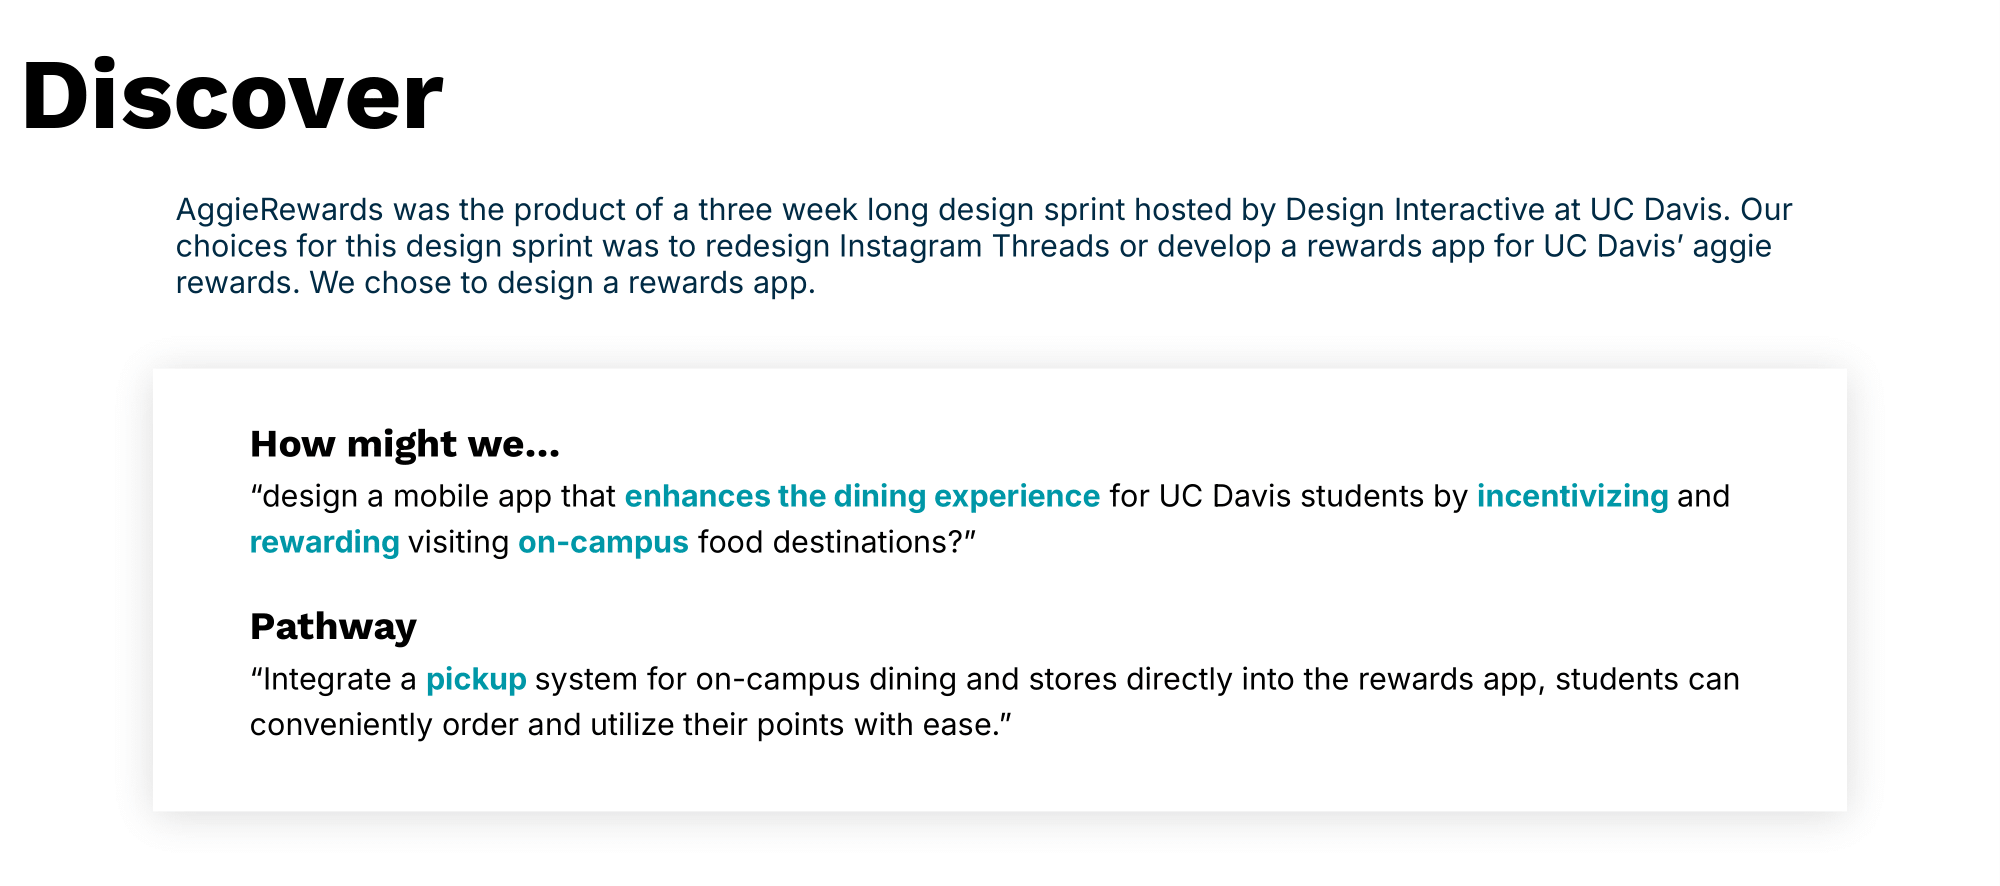 Discover
AggieRewards was the product of a three week long design sprint hosted by Design Interactive at UC Davis. Our
choices for this design sprint was to redesign Instagram Threads or develop a rewards app for UC Davis’ aggie
rewards. We chose to design a rewards app.
How might we...
“design a mobile app that enhances the dining experience for UC Davis students by incentivizing and
rewarding visiting on-campus food destinations?”
Pathway
“Integrate a pickup system for on-campus dining and stores directly into the rewards app, students can
conveniently order and utilize their points with ease.”